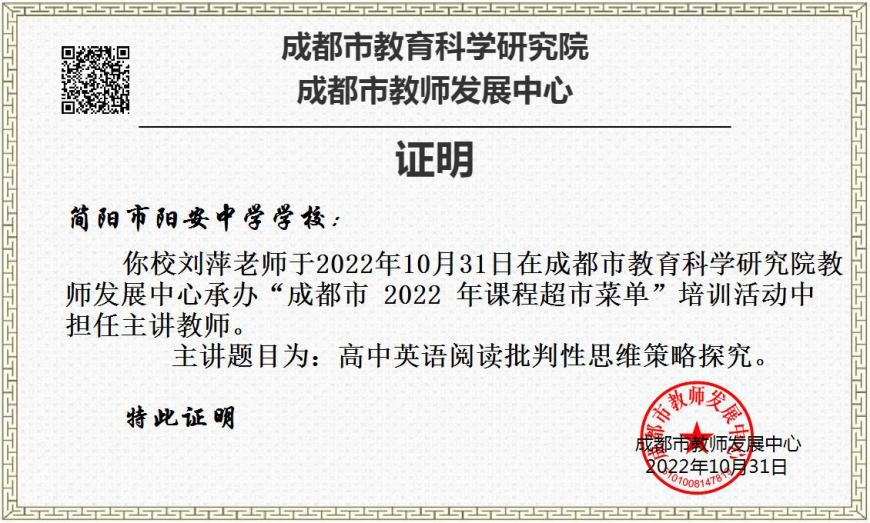 成都市教育科学研究院
成都市教师发展中心
证明
简阳市阳安中学学校:
你校刘萍老师于2022年10月31日在成都市教育科学研究院教
师发展中心承办“成都市 2022 年课程超市菜单”培训活动中
担任主讲教师。
主讲题目为:高中英语阅读批判性思维策略探究。
特此证明
成都市教师发展中心
成都市教师发展中心
2022年10月31日